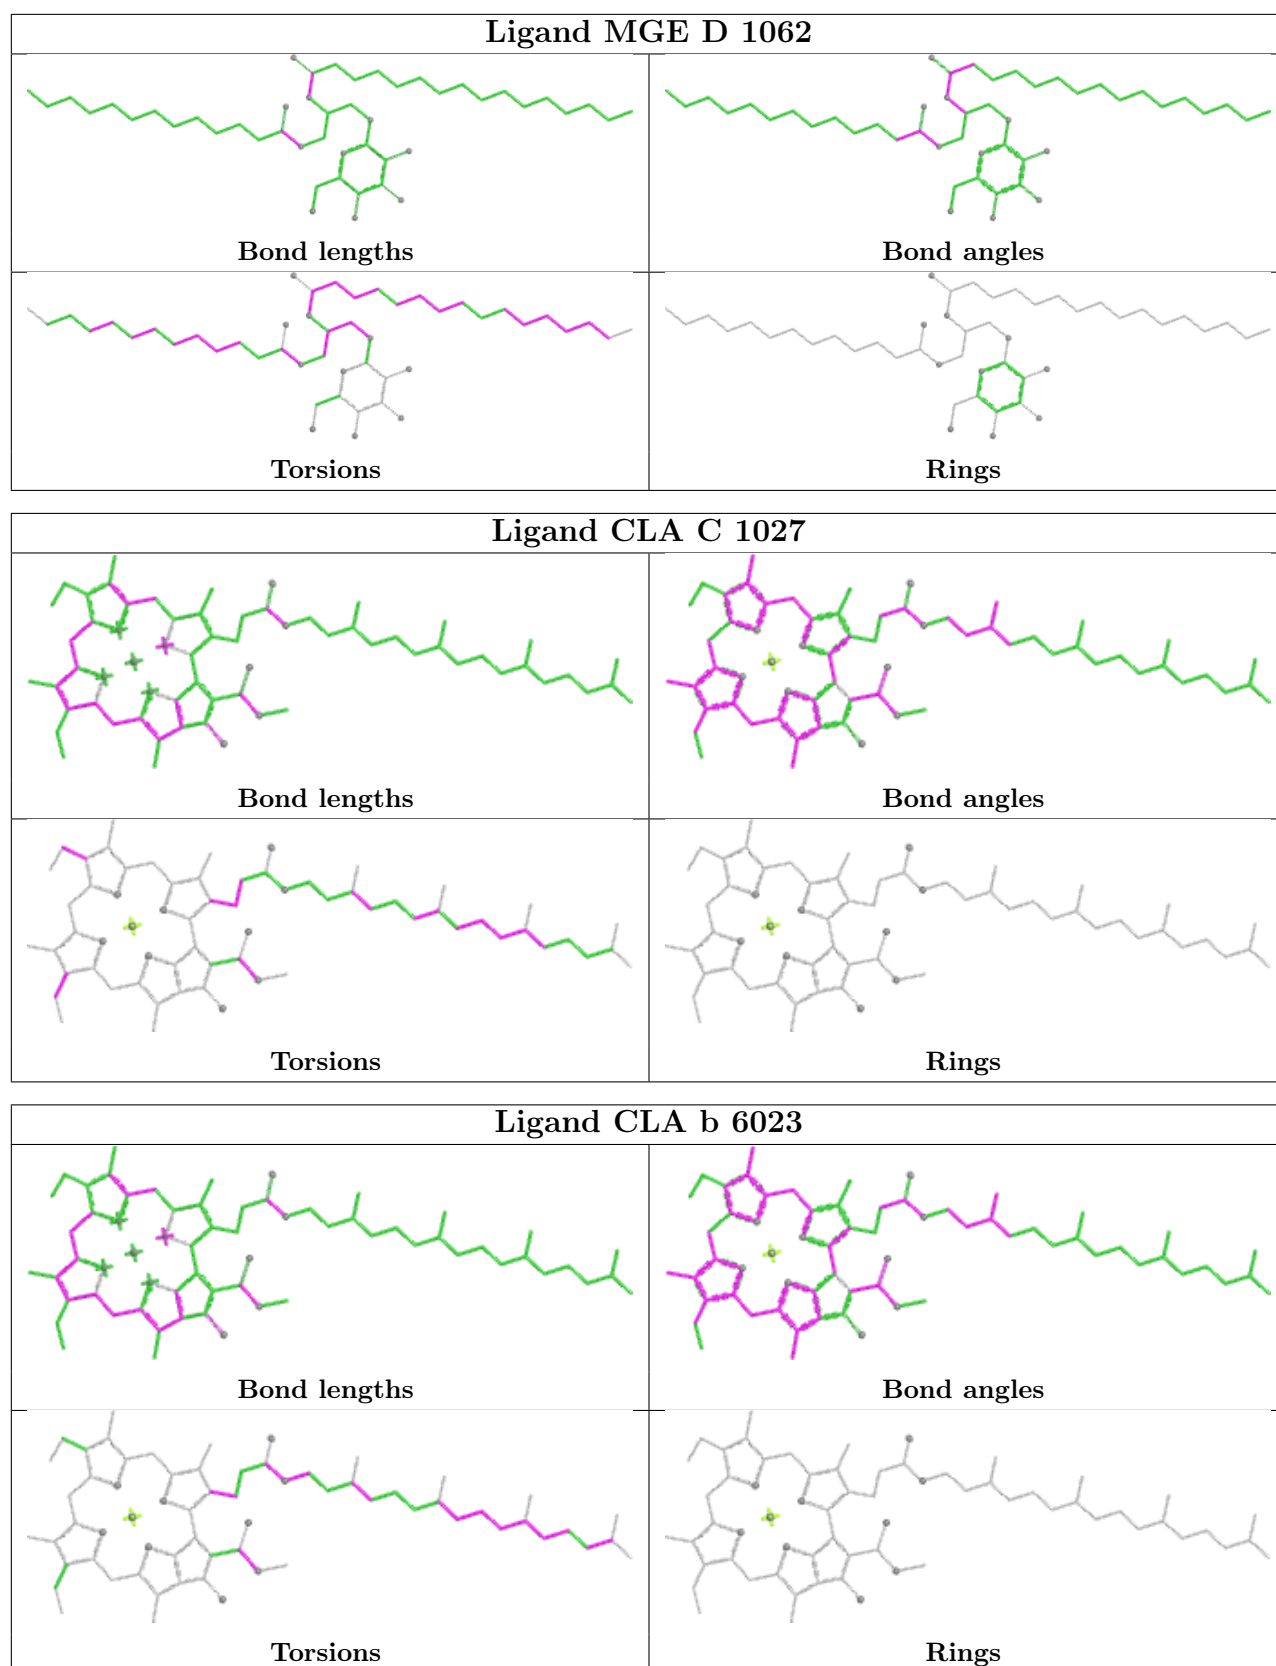 Ligand MGE D 1062
Bond lengths
Bond angles
Torsions
Rings
Ligand CLA C 1027
Bond lengths
Bond angles
Torsions
Rings
Ligand CLA b 6023
Bond lengths
Bond angles
Torsions
Rings